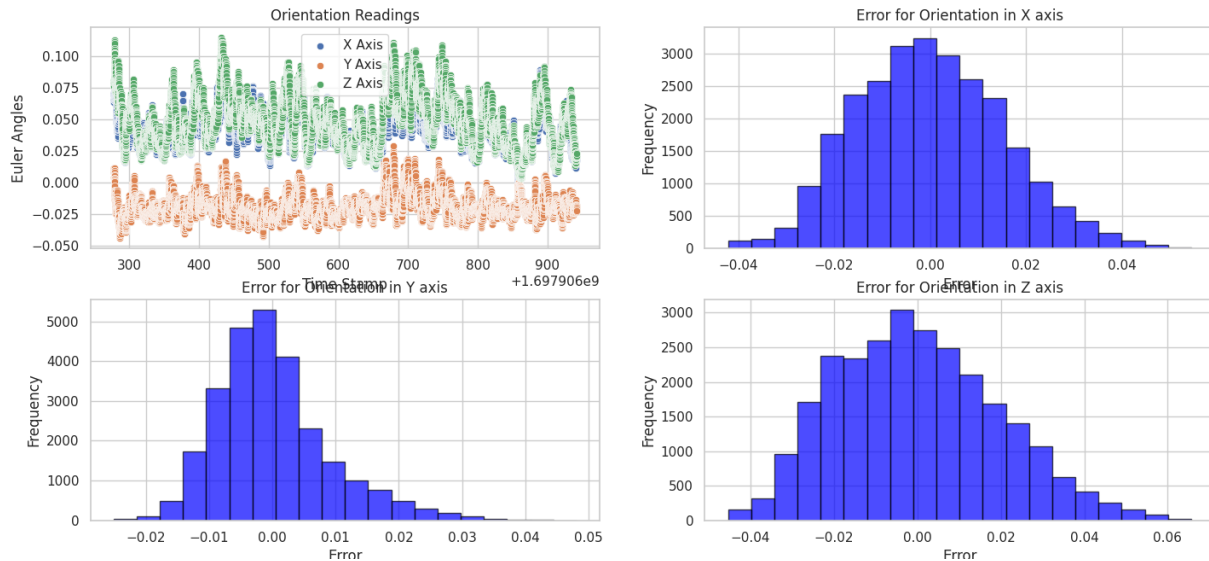 Orientation Readings
X Axis
Y Axis
Z Axis
Euler Angles
0.100
0.075
0.050
0.025
0.000
−0.025
−0.050
300 400 500 600 700 800 900
Time Stamp
+1.697906e9
Error for Orientation in X axis
Frequency
3000
2500
2000
1500
1000
500
0
−0.04 −0.02 0.00 0.02 0.04
Error
Error for Orientation in Y axis
Frequency
5000
4000
3000
2000
1000
0
−0.02 −0.01 0.00 0.01 0.02 0.03 0.04 0.05
Error
Error for Orientation in Z axis
Frequency
3000
2500
2000
1500
1000
500
0
−0.04 −0.02 0.00 0.02 0.04 0.06
Error